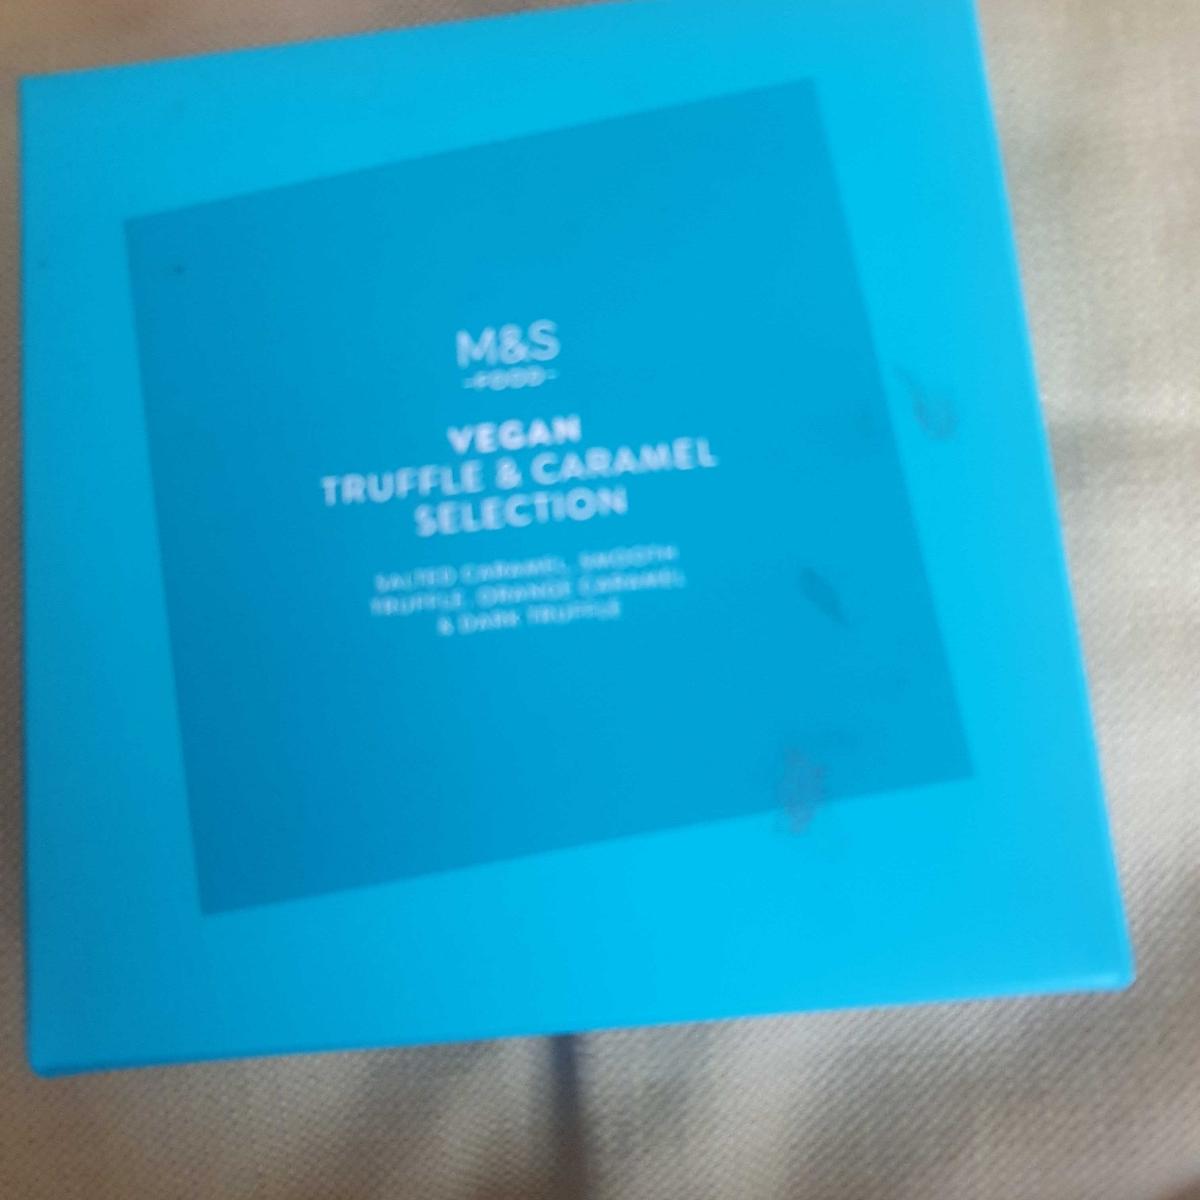 M&S
-FOOD-
VEGAN
TRUFFLE & CARAMEL
SELECTION
SALTED CARAMEL, SMOOTH
TRUFFLE, ORANGE CARAMEL
& DARK TRUFFLE